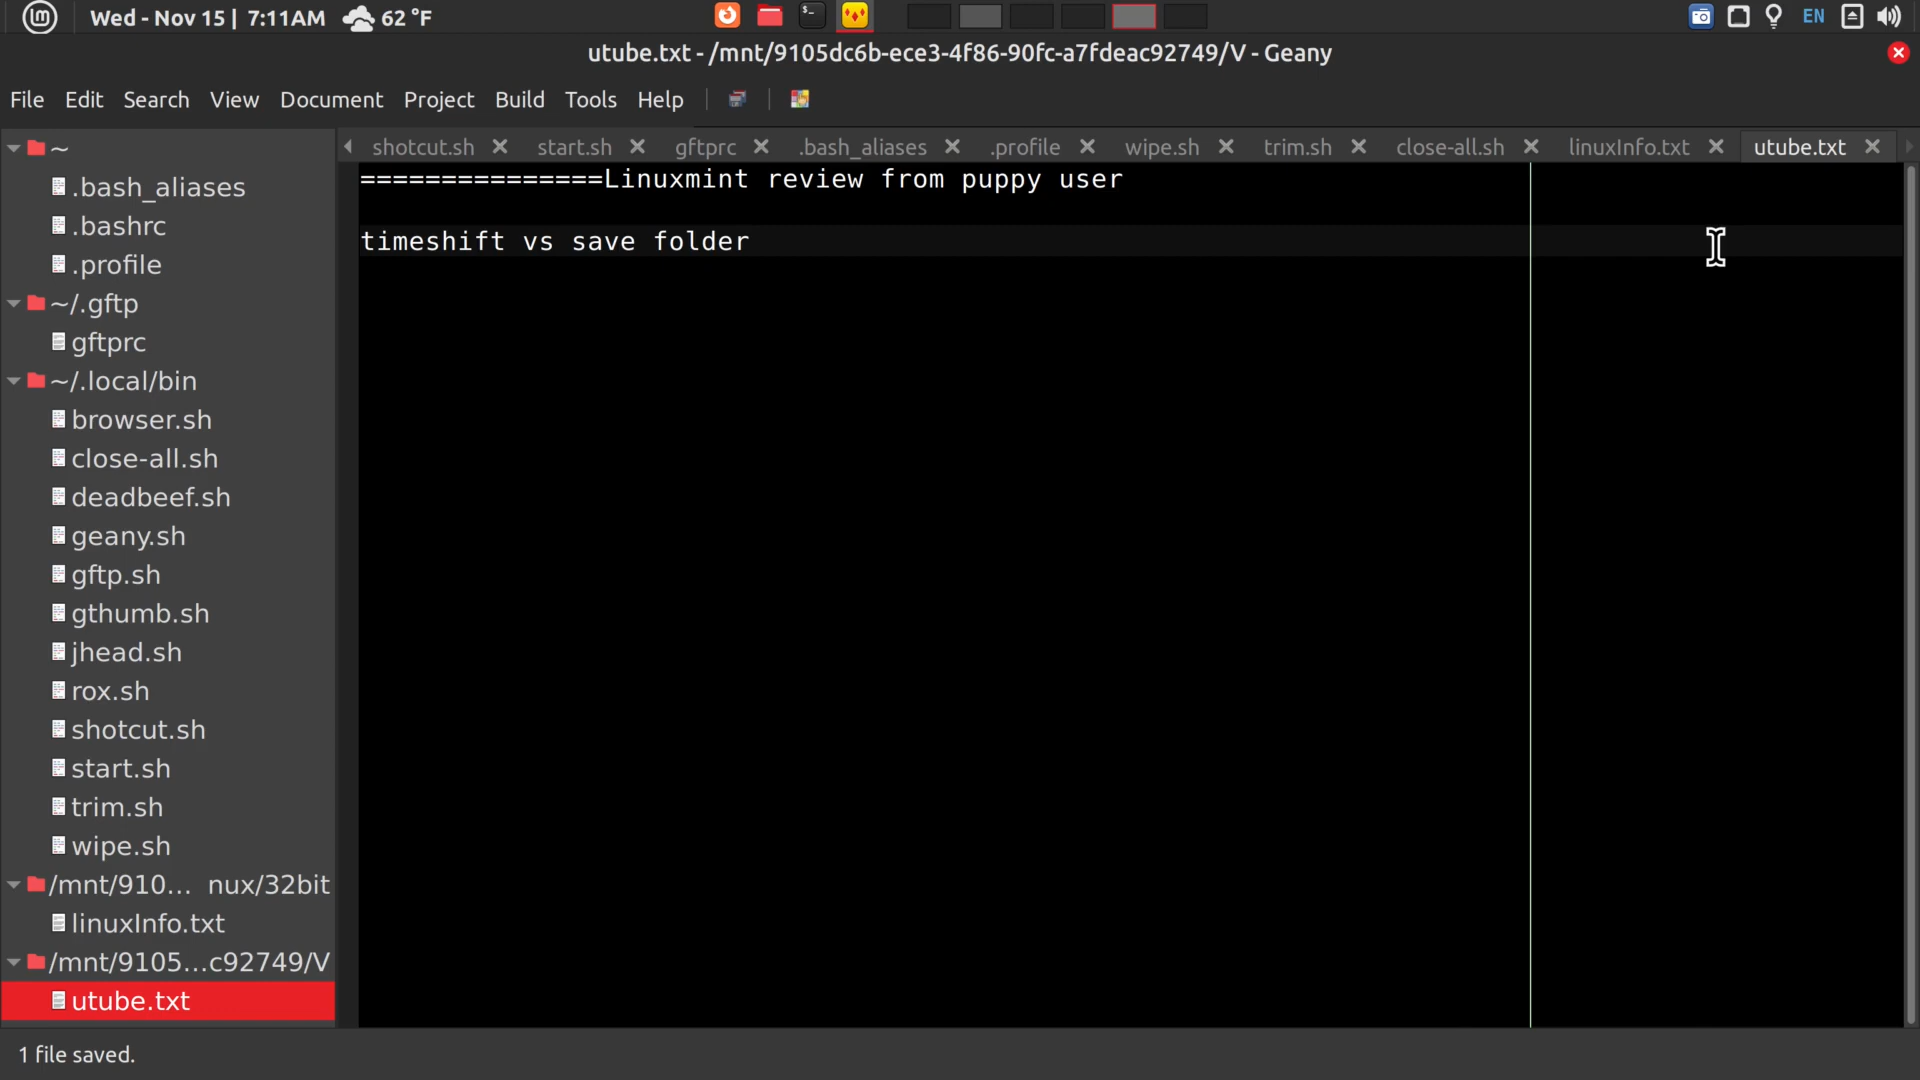 Wed - Nov 15 | 7:11AM 62 °F
EN
utube.txt - /mnt/9105dc6b-ece3-4f86-90fc-a7fdeac92749/V - Geany
File Edit Search View Document Project Build Tools Help
~
.bash_aliases
.bashrc
.profile
~/.gftp
gftprc
~/.local/bin
browser.sh
close-all.sh
deadbeef.sh
geany.sh
gftp.sh
gthumb.sh
jhead.sh
rox.sh
shotcut.sh
start.sh
trim.sh
wipe.sh
/mnt/910... nux/32bit
linuxInfo.txt
/mnt/9105...c92749/V
utube.txt
shotcut.sh start.sh gftprc .bash_aliases .profile wipe.sh trim.sh close-all.sh linuxInfo.txt utube.txt
===============Linuxmint review from puppy user
timeshift vs save folder
1 file saved.